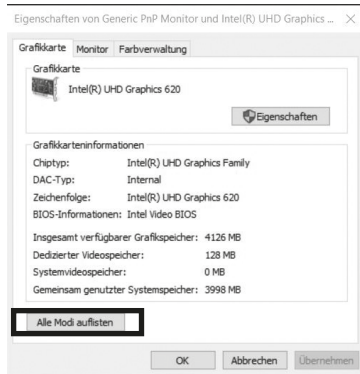 Eigenschaften von Generic PnP Monitor und Intel(R) UHD Graphics ...
Grafikkarte Monitor Farbverwaltung
Grafikkarte
Intel(R) UHD Graphics 620
Eigenschaften
Grafikkarteninformationen
Chiptyp: Intel(R) UHD Graphics Family
DAC-Typ: Internal
Zeichenfolge: Intel(R) UHD Graphics 620
BIOS-Informationen: Intel Video BIOS
Insgesamt verfügbarer Grafikspeicher: 4126 MB
Dedizierter Videospeicher: 128 MB
Systemvideospeicher: 0 MB
Gemeinsam genutzter Systemspeicher: 3998 MB
Alle Modi auflisten
OK Abbrechen Übernehmen